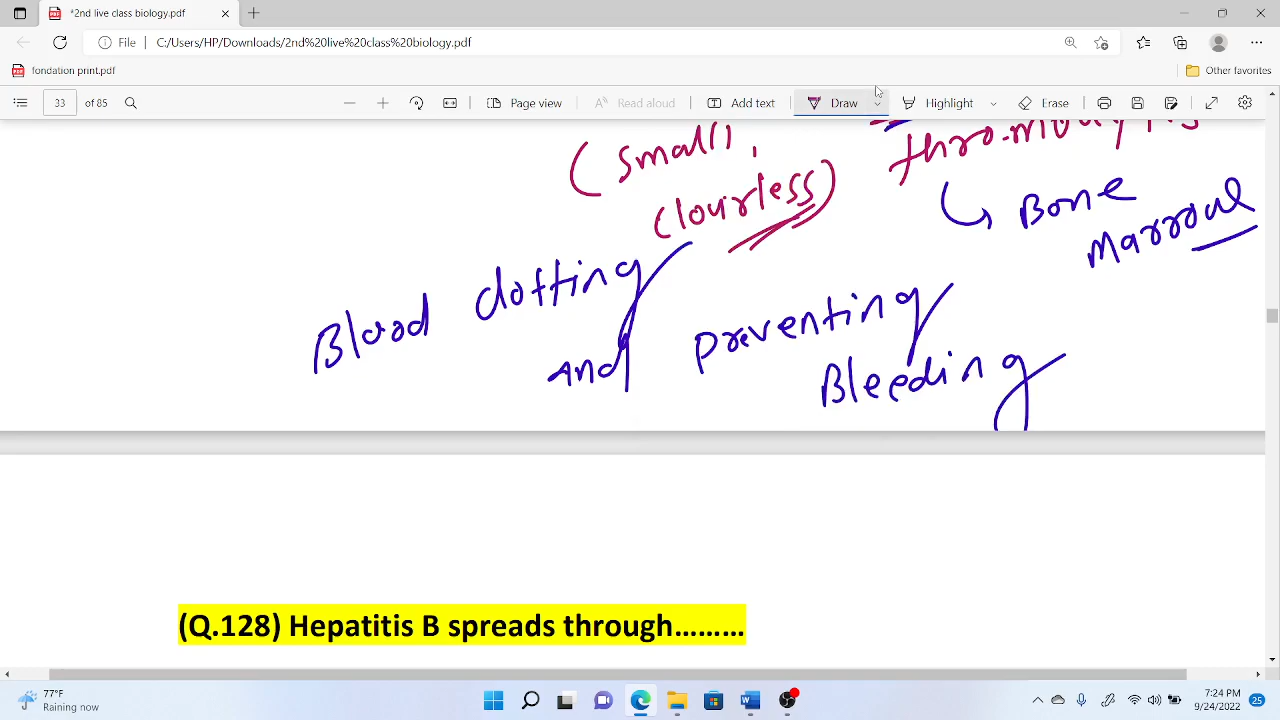 *2nd live class biology.pdf
File
C:/Users/HP/Downloads/2nd%20live%20class%20biology.pdf
fondation print.pdf
Other favorites
33
of 85
Page view
Read aloud
Add text
Draw
Highlight
Erase
(Small,
Clourless)
Bone
Blood Clotting
and Preventing
Bleeding
(Q.128) Hepatitis B spreads through………
77°F
Raining now
7:24 PM
9/24/2022
25